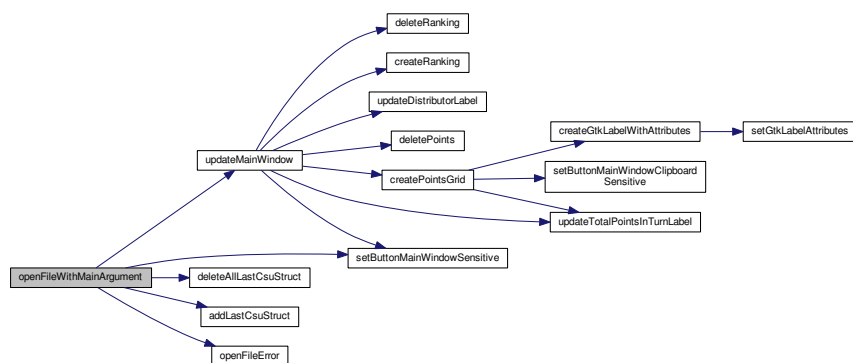 deleteRanking
createRanking
updateDistributorLabel
createGtkLabelWithAttributes
setGtkLabelAttributes
deletePoints
updateMainWindow
createPointsGrid
setButtonMainWindowClipboard
Sensitive
updateTotalPointsInTurnLabel
setButtonMainWindowSensitive
openFileWithMainArgument
deleteAllLastCsuStruct
addLastCsuStruct
openFileError